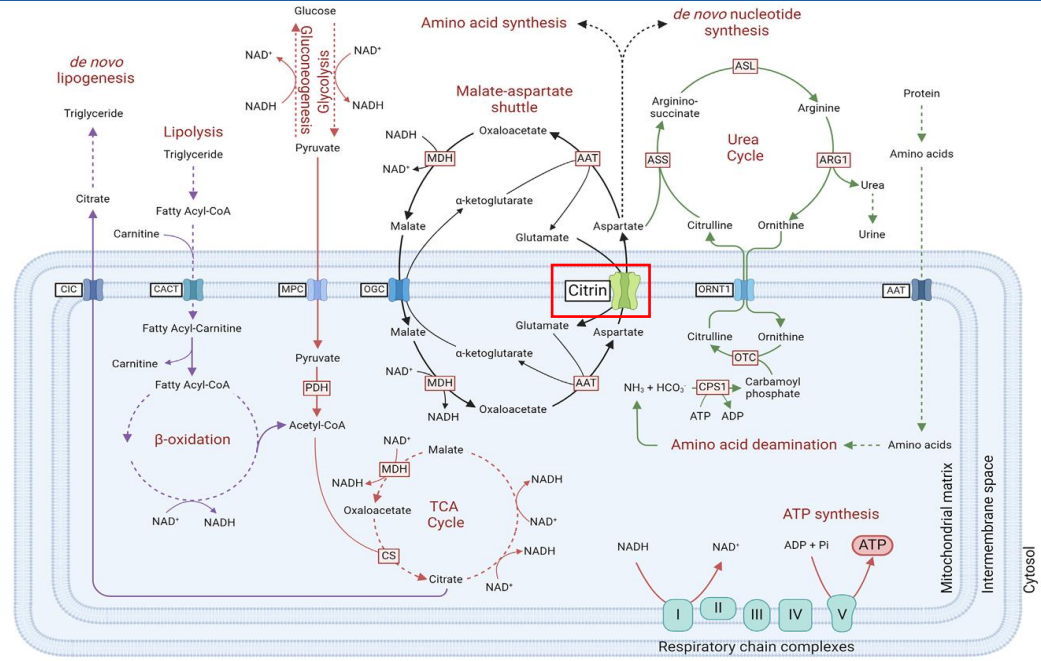 Glucose
Gluconeogenesis
Glycolysis
NAD⁺
NADH
NAD⁺
NADH
Pyruvate
de novo
lipogenesis
Triglyceride
Citrate
Lipolysis
Triglyceride
Fatty Acyl-CoA
Carnitine
Amino acid synthesis
de novo nucleotide
synthesis
Malate-aspartate
shuttle
NADH
NAD⁺
MDH
Oxaloacetate
AAT
α-ketoglutarate
Malate
Glutamate
Aspartate
ASL
Arginino-
succinate
Arginine
Urea
Cycle
ASS
ARG1
Urea
Urine
Citrulline
Ornithine
Protein
Amino acids
CIC
CACT
MPC
OGC
Citrin
ORNT1
AAT
Fatty Acyl-Carnitine
Carnitine
Fatty Acyl-CoA
β-oxidation
NAD⁺
NADH
Pyruvate
PDH
Acetyl-CoA
Malate
Glutamate
Aspartate
α-ketoglutarate
NAD⁺
MDH
NADH
AAT
Oxaloacetate
Citrulline
Ornithine
OTC
NH₃ + HCO₃⁻
CPS1
Carbamoyl
phosphate
ATP
ADP
Amino acid deamination
Amino acids
NAD⁺
MDH
NADH
Malate
Oxaloacetate
TCA
Cycle
NADH
NAD⁺
NADH
NAD⁺
CS
Citrate
ATP synthesis
NADH
NAD⁺
ADP + Pi
ATP
I
II
III
IV
V
Respiratory chain complexes
Mitochondrial matrix
Intermembrane space
Cytosol